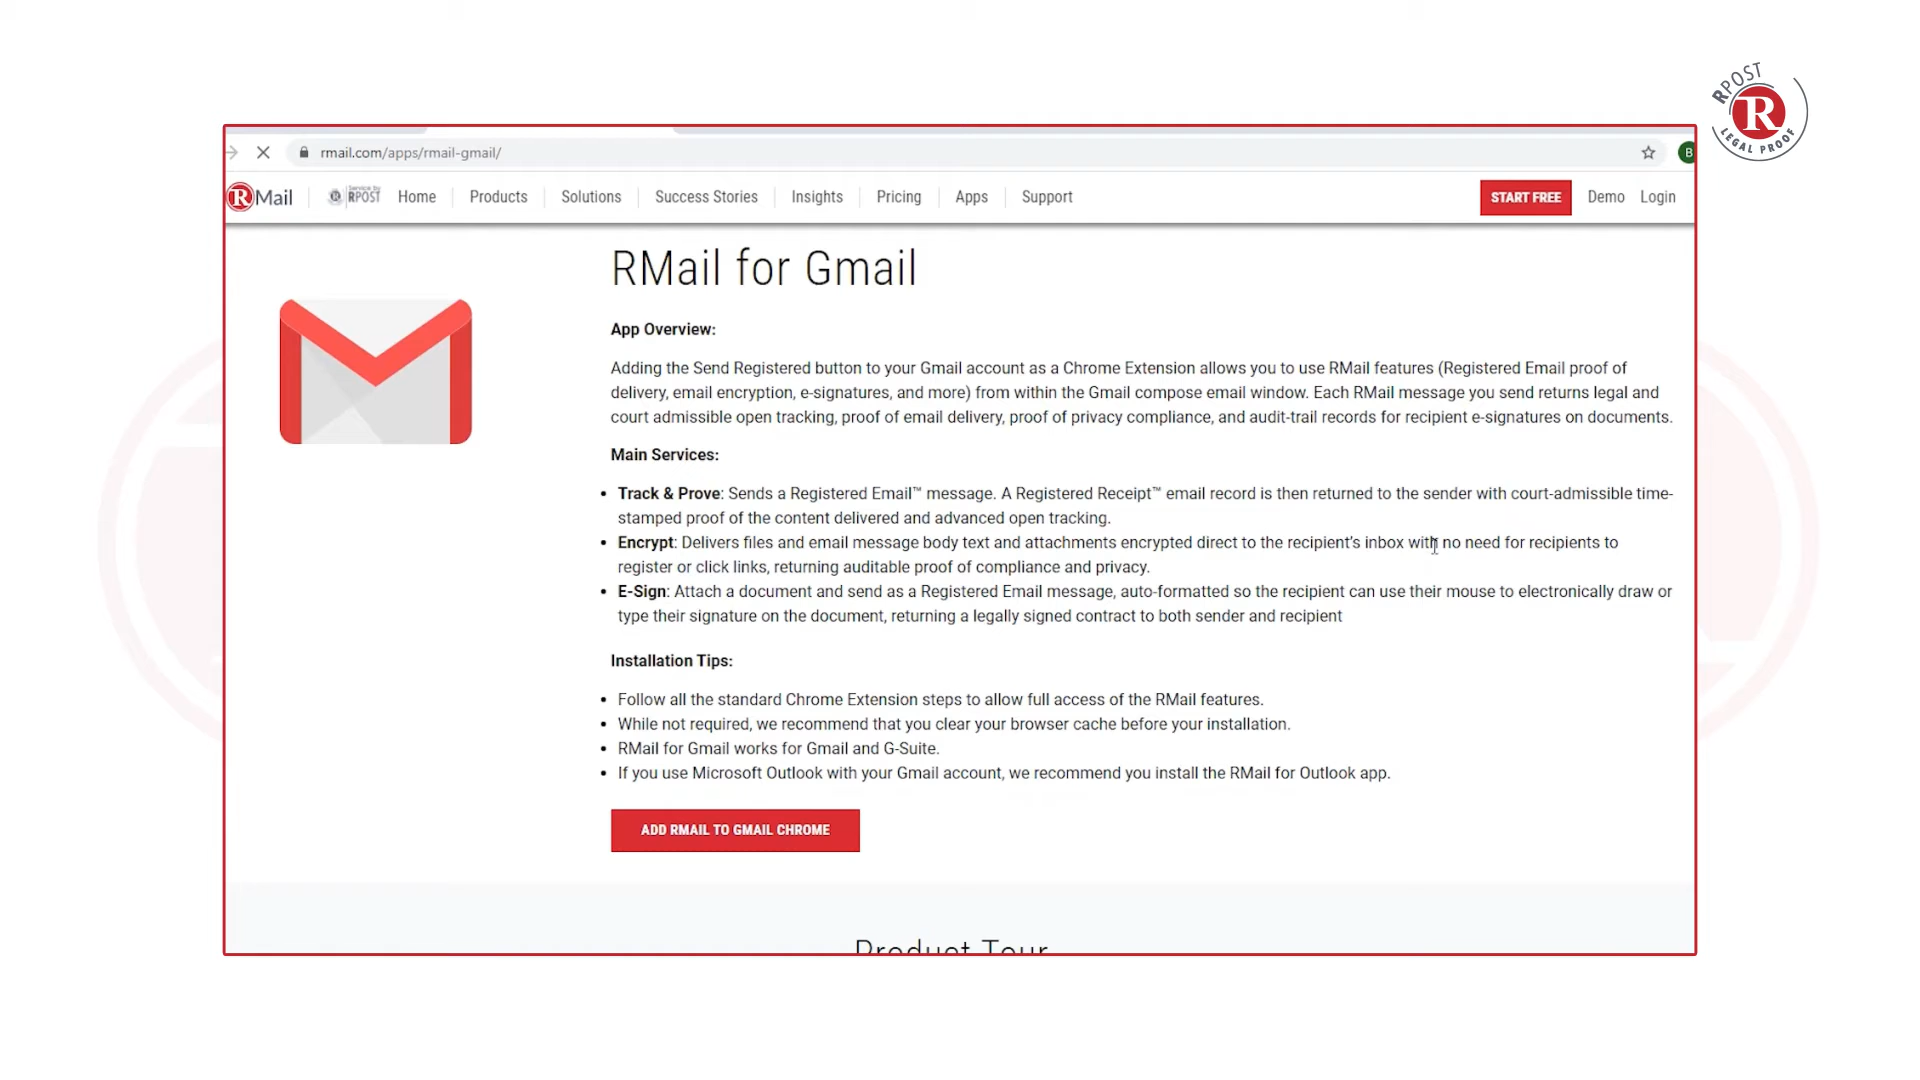 RPOST
R
LEGAL PROOF
rmail.com/apps/rmail-gmail/
B
RMail
RPOST
Home
Products
Solutions
Success Stories
Insights
Pricing
Apps
Support
START FREE
Demo
Login
RMail for Gmail
App Overview:
Adding the Send Registered button to your Gmail account as a Chrome Extension allows you to use RMail features (Registered Email proof of
delivery, email encryption, e-signatures, and more) from within the Gmail compose email window. Each RMail message you send returns legal and
court admissible open tracking, proof of email delivery, proof of privacy compliance, and audit-trail records for recipient e-signatures on documents.
Main Services:
• Track & Prove: Sends a Registered Email™ message. A Registered Receipt™ email record is then returned to the sender with court-admissible time-
stamped proof of the content delivered and advanced open tracking.
• Encrypt: Delivers files and email message body text and attachments encrypted direct to the recipient's inbox with no need for recipients to
register or click links, returning auditable proof of compliance and privacy.
• E-Sign: Attach a document and send as a Registered Email message, auto-formatted so the recipient can use their mouse to electronically draw or
type their signature on the document, returning a legally signed contract to both sender and recipient
Installation Tips:
• Follow all the standard Chrome Extension steps to allow full access of the RMail features.
• While not required, we recommend that you clear your browser cache before your installation.
• RMail for Gmail works for Gmail and G-Suite.
• If you use Microsoft Outlook with your Gmail account, we recommend you install the RMail for Outlook app.
ADD RMAIL TO GMAIL CHROME
Product Tour